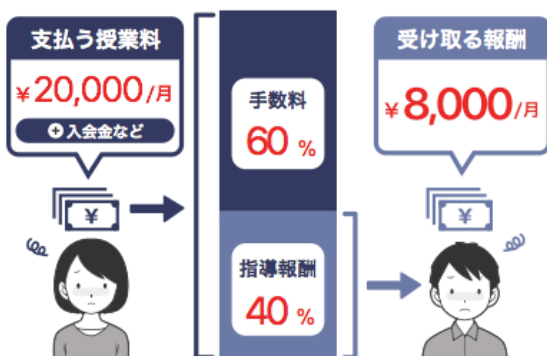 支払う授業料
¥20,000/月
+入会金など
¥
手数料
60 %
指導報酬
40 %
受け取る報酬
¥8,000/月
¥